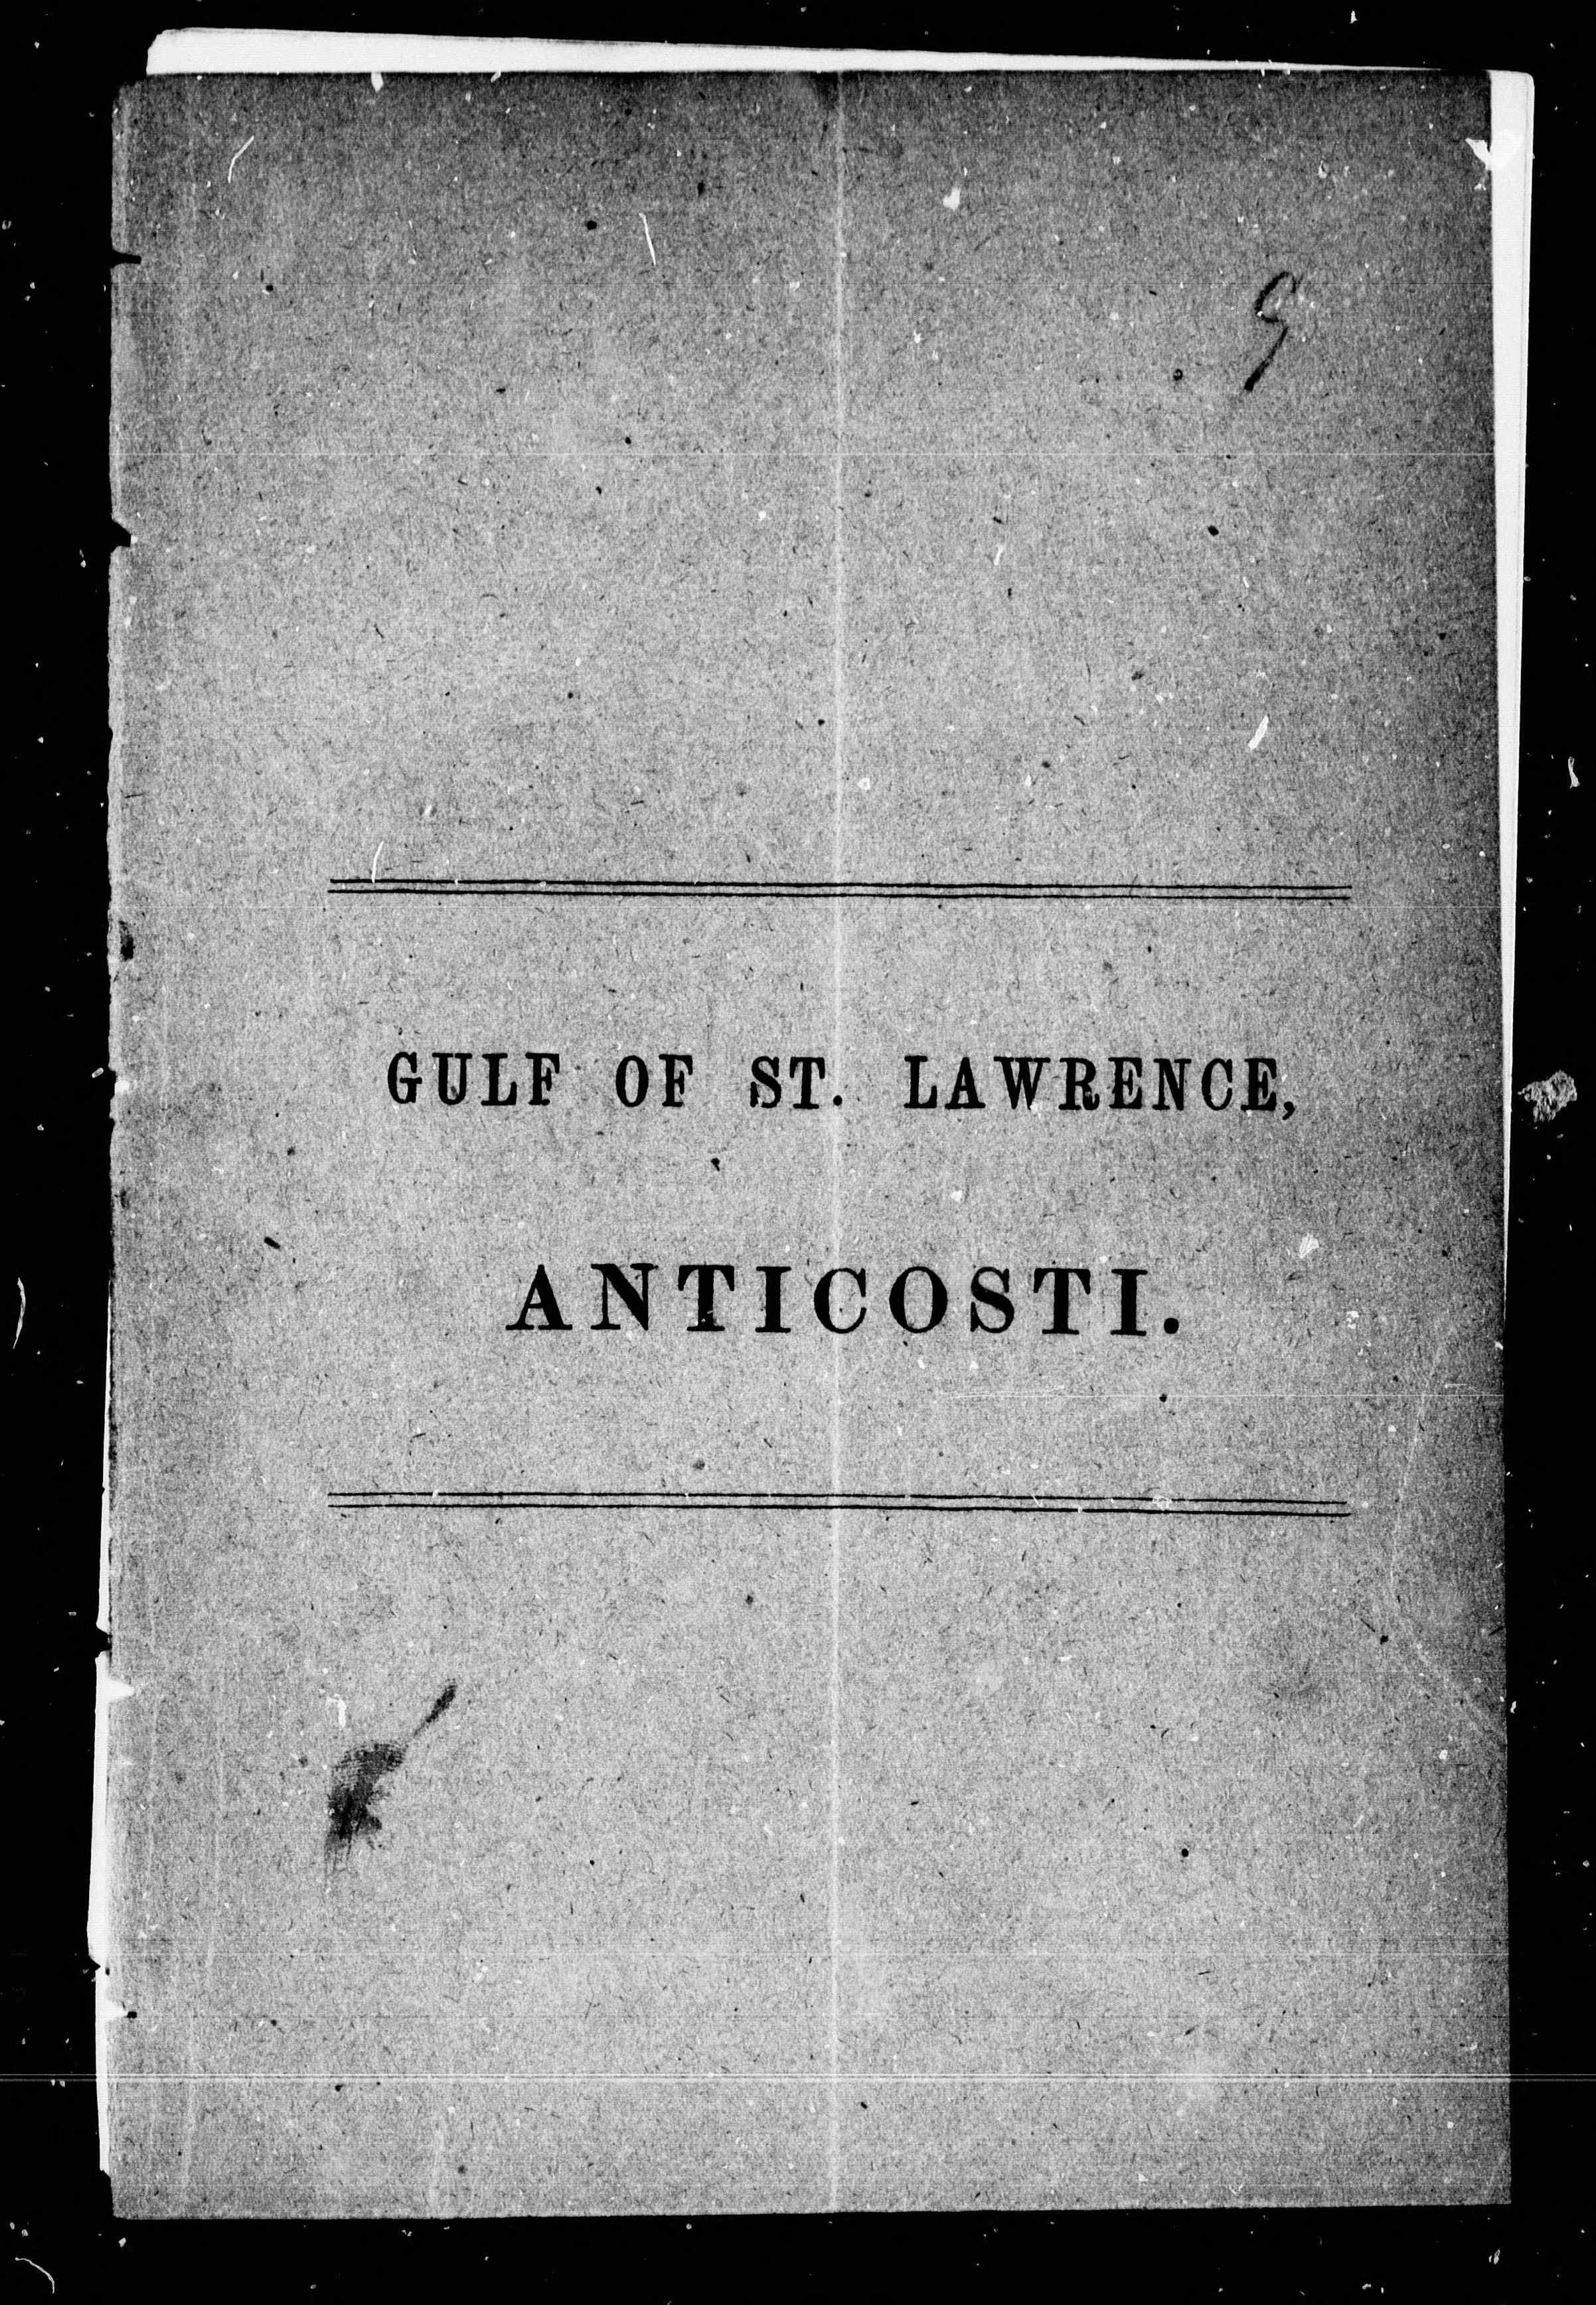 9
GULF OF ST. LAWRENCE,
ANTICOSTI.